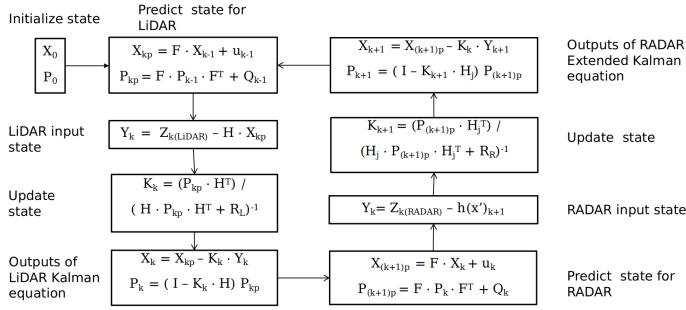 Initialize state
Predict state for
LiDAR
X₀
P₀
Xₖₚ = F · Xₖ₋₁ + uₖ₋₁
Pₖₚ = F · Pₖ₋₁ · Fᵀ + Qₖ₋₁
LiDAR input
state
Yₖ = Z_{k(LiDAR)} – H · Xₖₚ
Update
state
Kₖ = (Pₖₚ · Hᵀ) /
( H · Pₖₚ · Hᵀ + R_L)⁻¹
Outputs of
LiDAR Kalman
equation
Xₖ = Xₖₚ – Kₖ · Yₖ
Pₖ = ( I – Kₖ · H) Pₖₚ
X₍ₖ₊₁₎ₚ = F · Xₖ + uₖ
P₍ₖ₊₁₎ₚ = F · Pₖ · Fᵀ + Qₖ
Predict state for
RADAR
Yₖ= Z_{k(RADAR)} – h(x′)ₖ₊₁
RADAR input state
Kₖ₊₁ = (P₍ₖ₊₁₎ₚ · Hⱼᵀ) /
(Hⱼ · P₍ₖ₊₁₎ₚ · Hⱼᵀ + R_R)⁻¹
Update state
Xₖ₊₁ = X₍ₖ₊₁₎ₚ – Kₖ · Yₖ₊₁
Pₖ₊₁ = ( I – Kₖ₊₁ · Hⱼ) P₍ₖ₊₁₎ₚ
Outputs of RADAR
Extended Kalman
equation